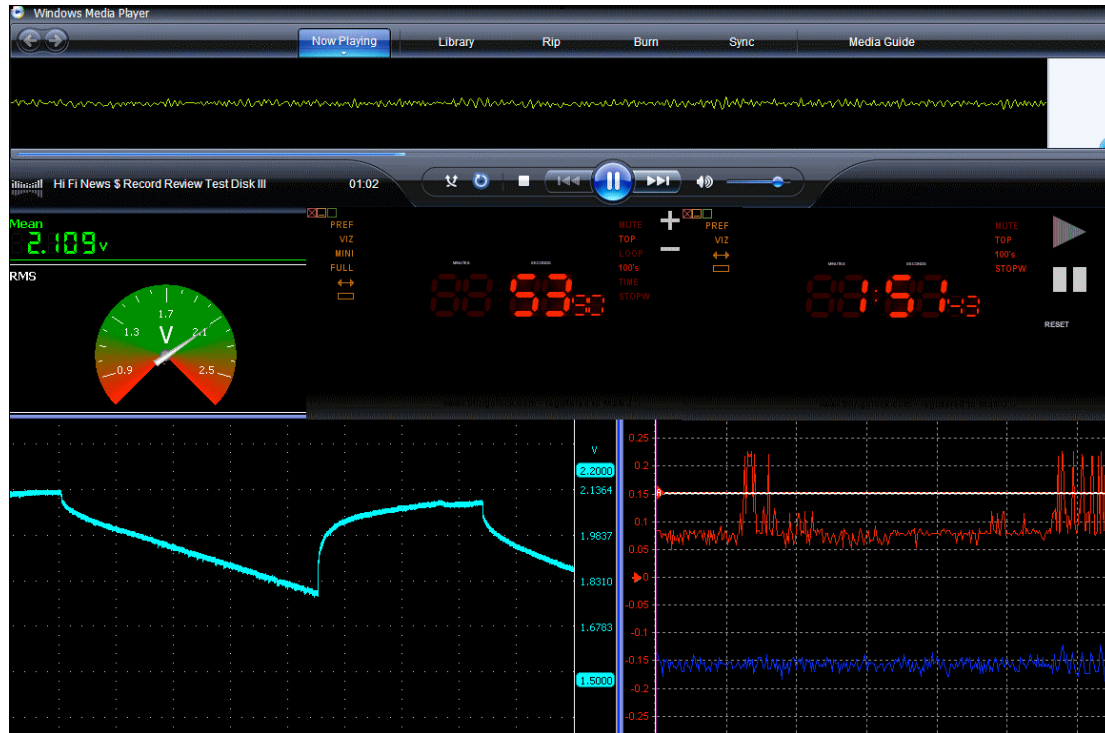 Windows Media Player
Now Playing Library Rip Burn Sync Media Guide
Hi Fi News $ Record Review Test Disk III 01:02
Mean
2.109v
RMS
0.9 1.3 1.7 2.1 2.5
V
PREF
VIZ
MINI
FULL
MINUTES SECONDS
53
MUTE
TOP
LOOP
100's
TIME
STOPW
+
−
PREF
VIZ
MINUTES SECONDS
1:51 49
MUTE
TOP
100's
STOPW
RESET
V
2.2000
2.1364
1.9837
1.8310
1.6783
1.5000
0.25
0.2
0.15
0.1
0.05
0
-0.05
-0.1
-0.15
-0.2
-0.25